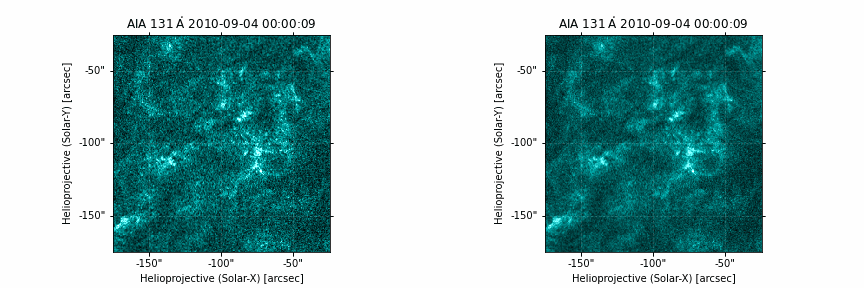 AIA 131 Å 2010-09-04 00:00:09
-50"
-100"
-150"
Helioprojective (Solar-Y) [arcsec]
-150" -100" -50"
Helioprojective (Solar-X) [arcsec]
AIA 131 Å 2010-09-04 00:00:09
-50"
-100"
-150"
Helioprojective (Solar-Y) [arcsec]
-150" -100" -50"
Helioprojective (Solar-X) [arcsec]